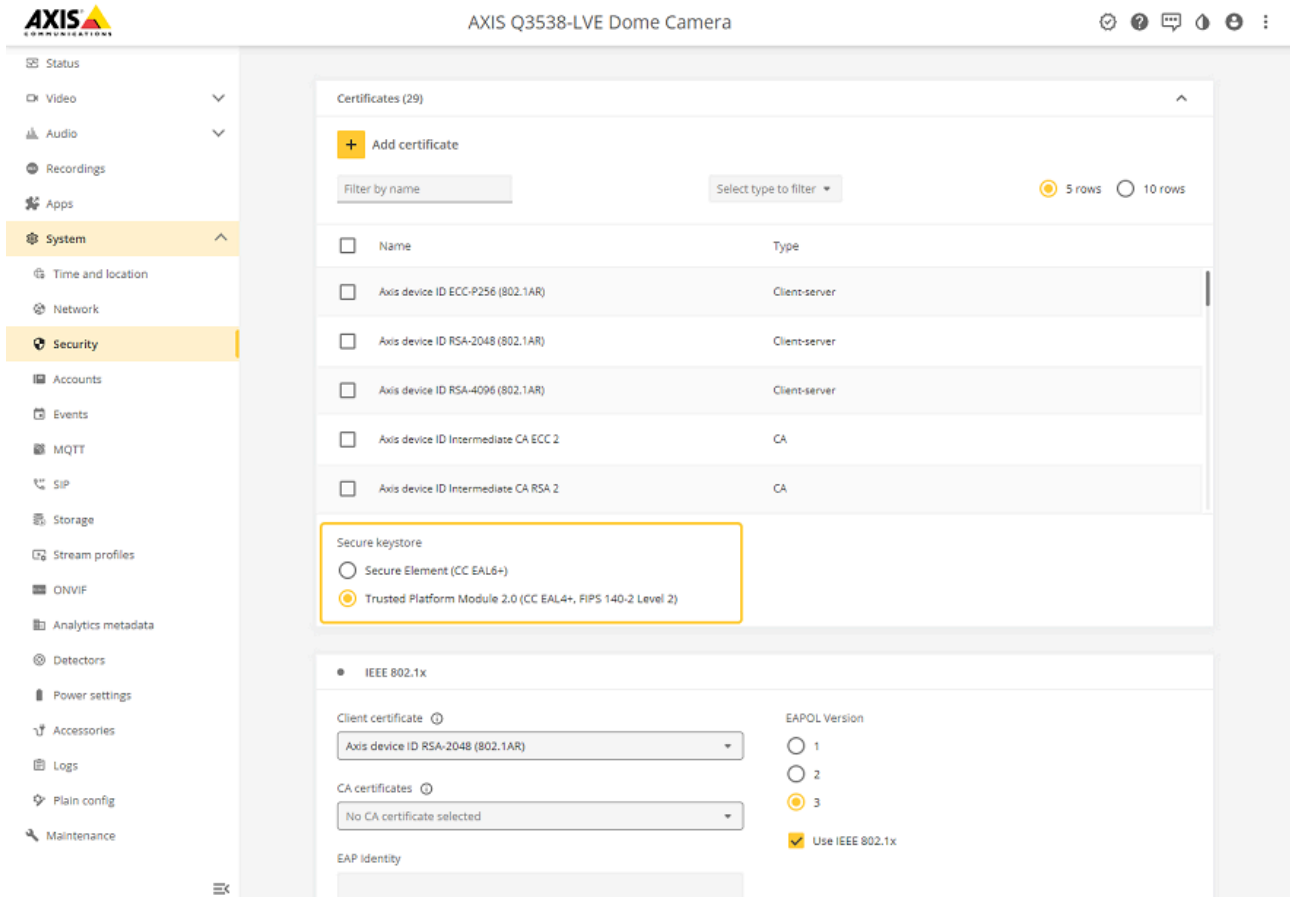 AXIS
COMMUNICATIONS
AXIS Q3538-LVE Dome Camera
Status
Video
Audio
Recordings
Apps
System
Time and location
Network
Security
Accounts
Events
MQTT
SIP
Storage
Stream profiles
ONVIF
Analytics metadata
Detectors
Power settings
Accessories
Logs
Plain config
Maintenance
Certificates (29)
Add certificate
Filter by name
Select type to filter
5 rows
10 rows
Name Type
Axis device ID ECC-P256 (802.1AR) Client-server
Axis device ID RSA-2048 (802.1AR) Client-server
Axis device ID RSA-4096 (802.1AR) Client-server
Axis device ID Intermediate CA ECC 2 CA
Axis device ID Intermediate CA RSA 2 CA
Secure keystore
Secure Element (CC EAL6+)
Trusted Platform Module 2.0 (CC EAL4+, FIPS 140-2 Level 2)
IEEE 802.1x
Client certificate
Axis device ID RSA-2048 (802.1AR)
CA certificates
No CA certificate selected
EAP Identity
EAPOL Version
1
2
3
Use IEEE 802.1x